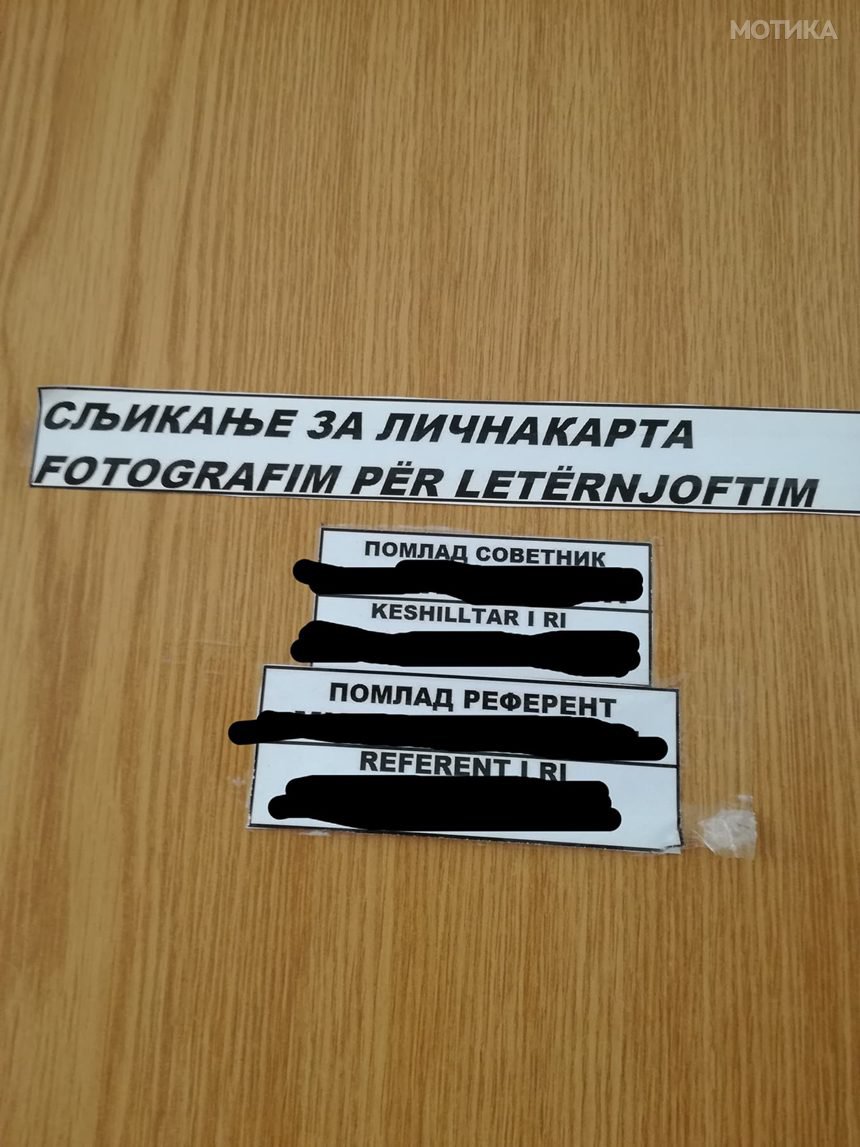 МОТИКА
СЉИКАЊЕ ЗА ЛИЧНАКАРТА
FOTOGRAFIM PËR LETËRNJOFTIM
ПОМЛАД СОВЕТНИК
KESHILLTAR I RI
ПОМЛАД РЕФЕРЕНТ
REFERENT I RI